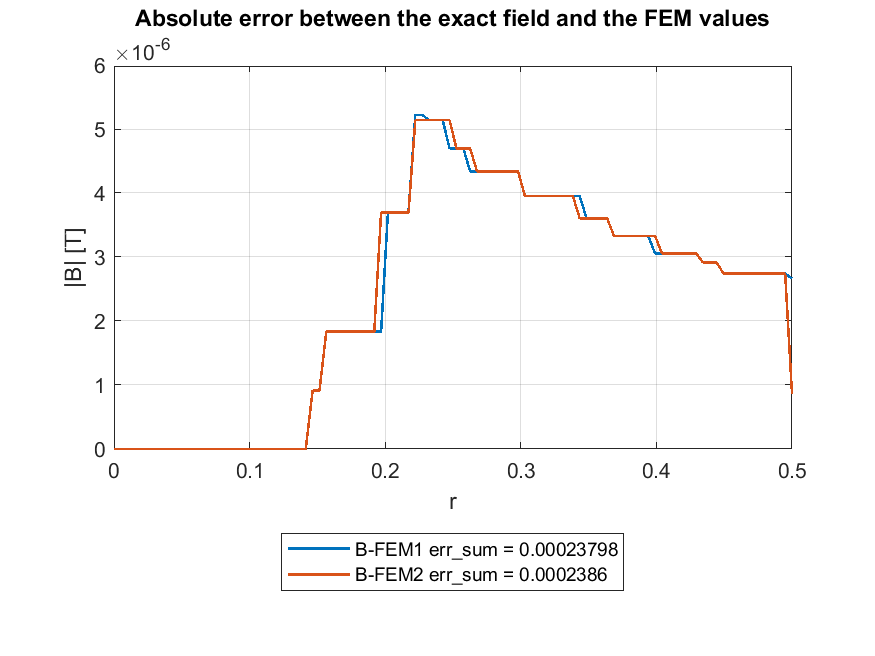 Absolute error between the exact field and the FEM values
×10-6
6
5
4
3
2
1
0
|B| [T]
0 0.1 0.2 0.3 0.4 0.5
r
B-FEM1 err_sum = 0.00023798
B-FEM2 err_sum = 0.0002386